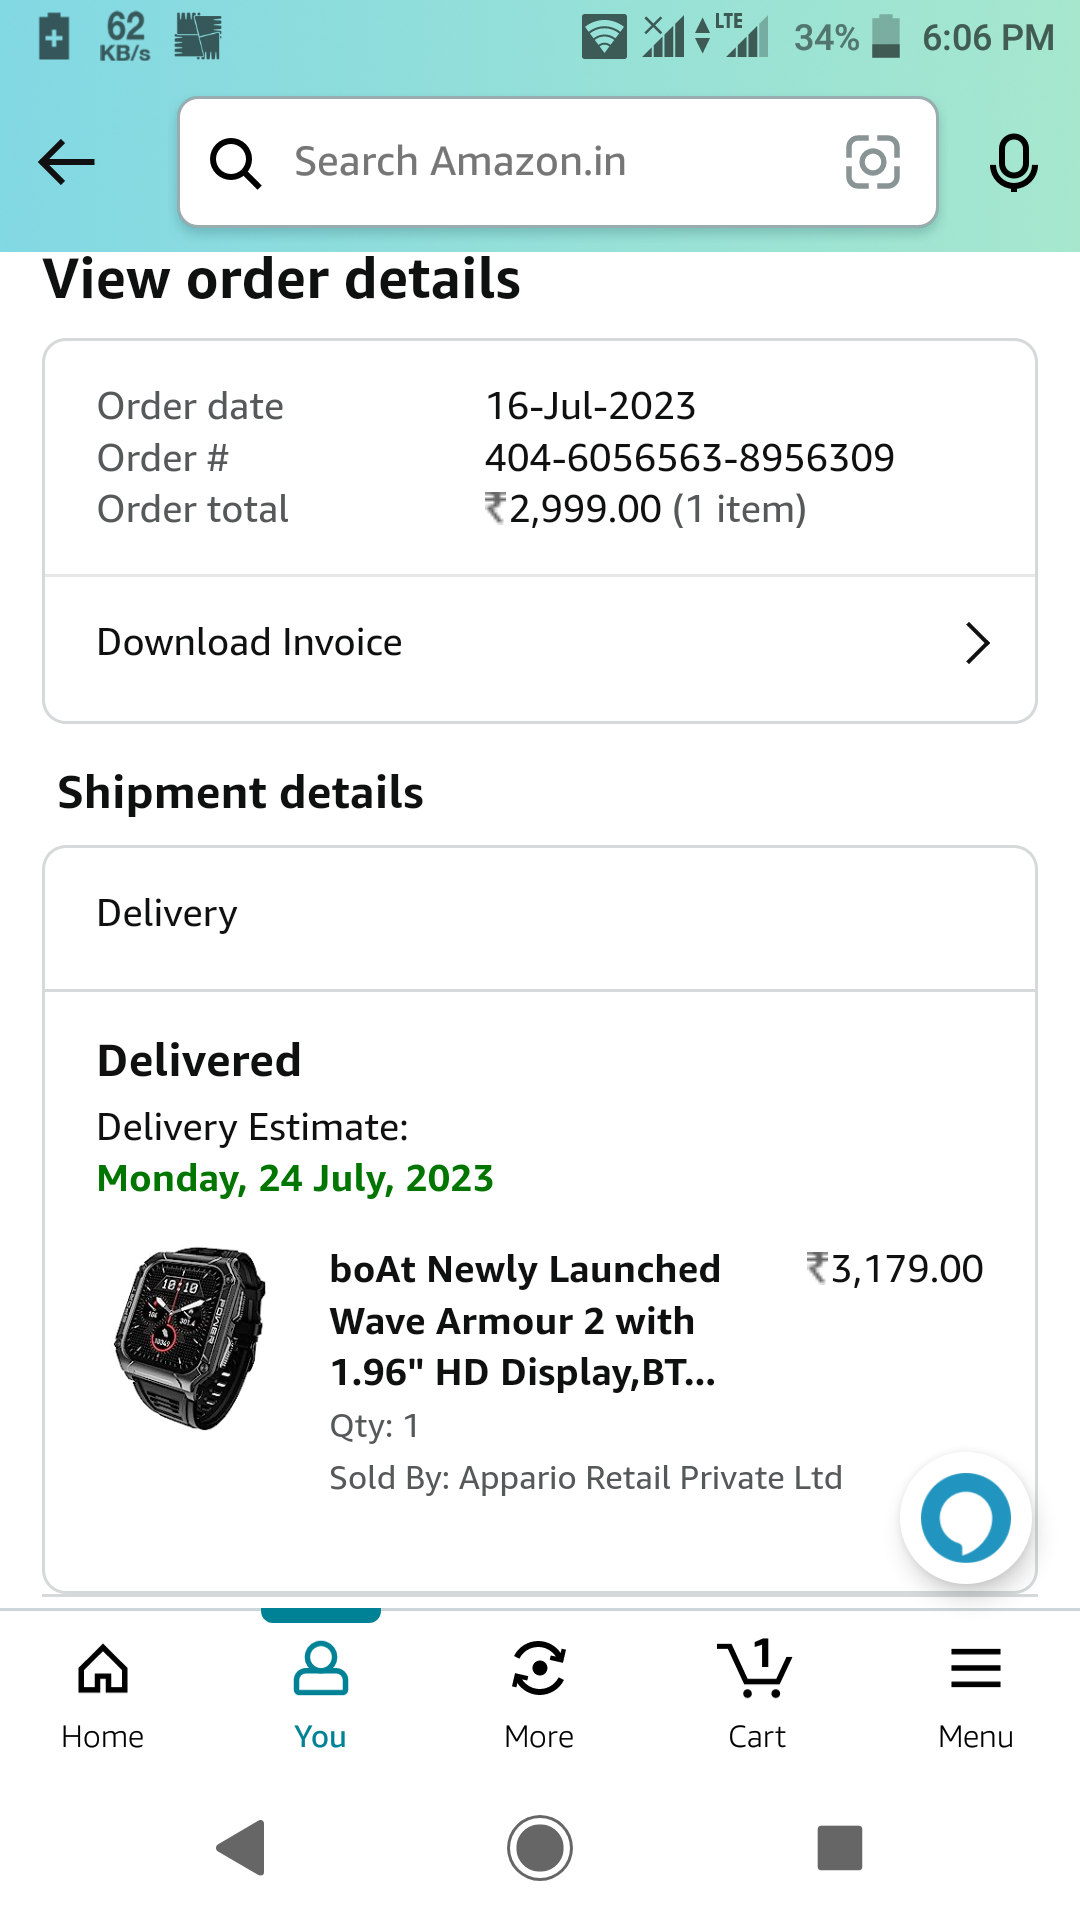 62
KB/s
LTE
34%
6:06 PM
Search Amazon.in
View order details
Order date 16-Jul-2023
Order # 404-6056563-8956309
Order total ₹2,999.00 (1 item)
Download Invoice
Shipment details
Delivery
Delivered
Delivery Estimate:
Monday, 24 July, 2023
boAt Newly Launched ₹3,179.00
Wave Armour 2 with
1.96" HD Display,BT...
Qty: 1
Sold By: Appario Retail Private Ltd
10:10
POWER
1
Home You More Cart Menu